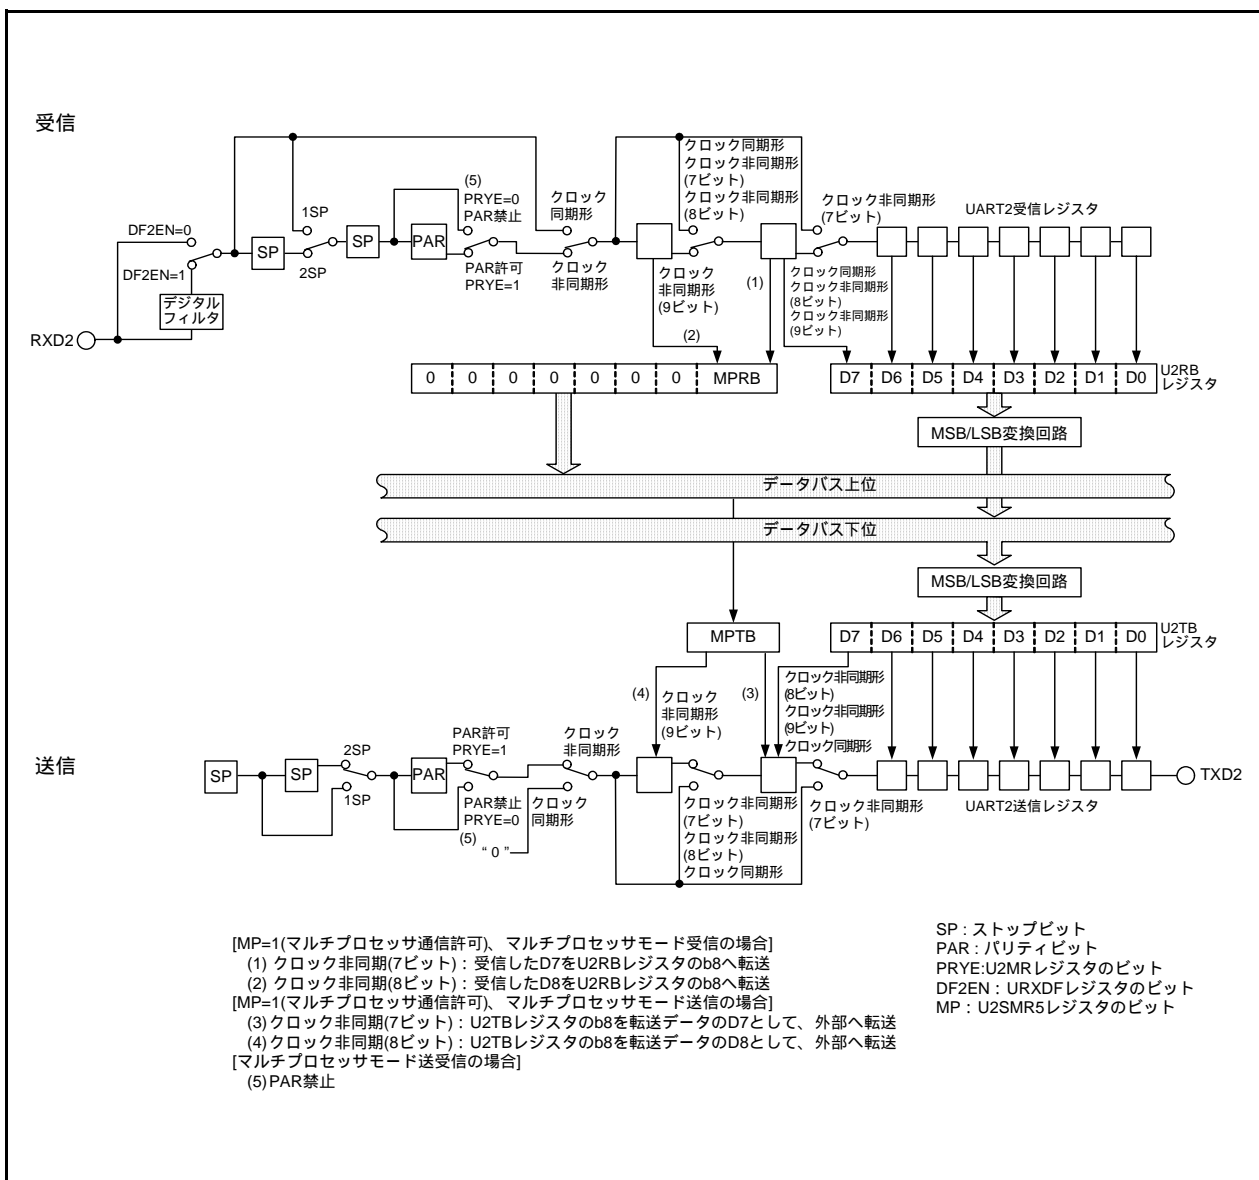 受信
RXD2
DF2EN=0
DF2EN=1
デジタル
フィルタ
SP
1SP
2SP
SP
PAR
(5)
PRYE=0
PAR禁止
PAR許可
PRYE=1
クロック
同期形
クロック
非同期形
クロック同期形
クロック非同期形
(7ビット)
クロック非同期形
(8ビット)
クロック
非同期形
(9ビット)
(2)
(1)
クロック非同期形
(7ビット)
クロック同期形
クロック非同期形
(8ビット)
クロック非同期形
(9ビット)
UART2受信レジスタ
0 0 0 0 0 0 0 MPRB
D7 D6 D5 D4 D3 D2 D1 D0
U2RB
レジスタ
MSB/LSB変換回路
データバス上位
データバス下位
MSB/LSB変換回路
MPTB
D7 D6 D5 D4 D3 D2 D1 D0
U2TB
レジスタ
送信
SP
SP
2SP
1SP
PAR
PAR許可
PRYE=1
PAR禁止
PRYE=0
(5)
“ 0 ”
クロック
非同期形
クロック
同期形
(4)
クロック
非同期形
(9ビット)
(3)
クロック非同期形
(8ビット)
クロック非同期形
(9ビット)
クロック同期形
クロック非同期形
(7ビット)
クロック非同期形
(8ビット)
クロック同期形
クロック非同期形
(7ビット)
UART2送信レジスタ
TXD2
[MP=1(マルチプロセッサ通信許可)、マルチプロセッサモード受信の場合]
(1) クロック非同期(7ビット) : 受信したD7をU2RBレジスタのb8へ転送
(2) クロック非同期(8ビット) : 受信したD8をU2RBレジスタのb8へ転送
[MP=1(マルチプロセッサ通信許可)、マルチプロセッサモード送信の場合]
(3) クロック非同期(7ビット) : U2TBレジスタのb8を転送データのD7として、外部へ転送
(4) クロック非同期(8ビット) : U2TBレジスタのb8を転送データのD8として、外部へ転送
[マルチプロセッサモード送受信の場合]
(5) PAR禁止
SP : ストップビット
PAR : パリティビット
PRYE:U2MRレジスタのビット
DF2EN : URXDFレジスタのビット
MP : U2SMR5レジスタのビット